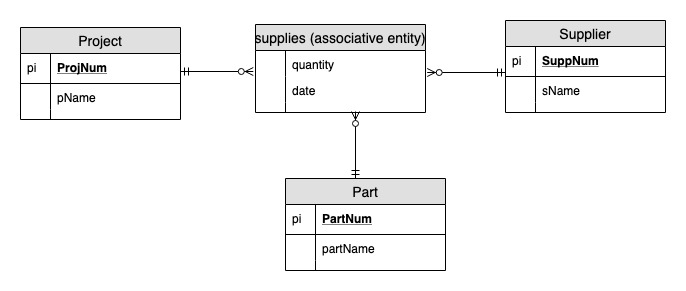 Project
pi ProjNum
pName
supplies (associative entity)
quantity
date
Supplier
pi SuppNum
sName
Part
pi PartNum
partName